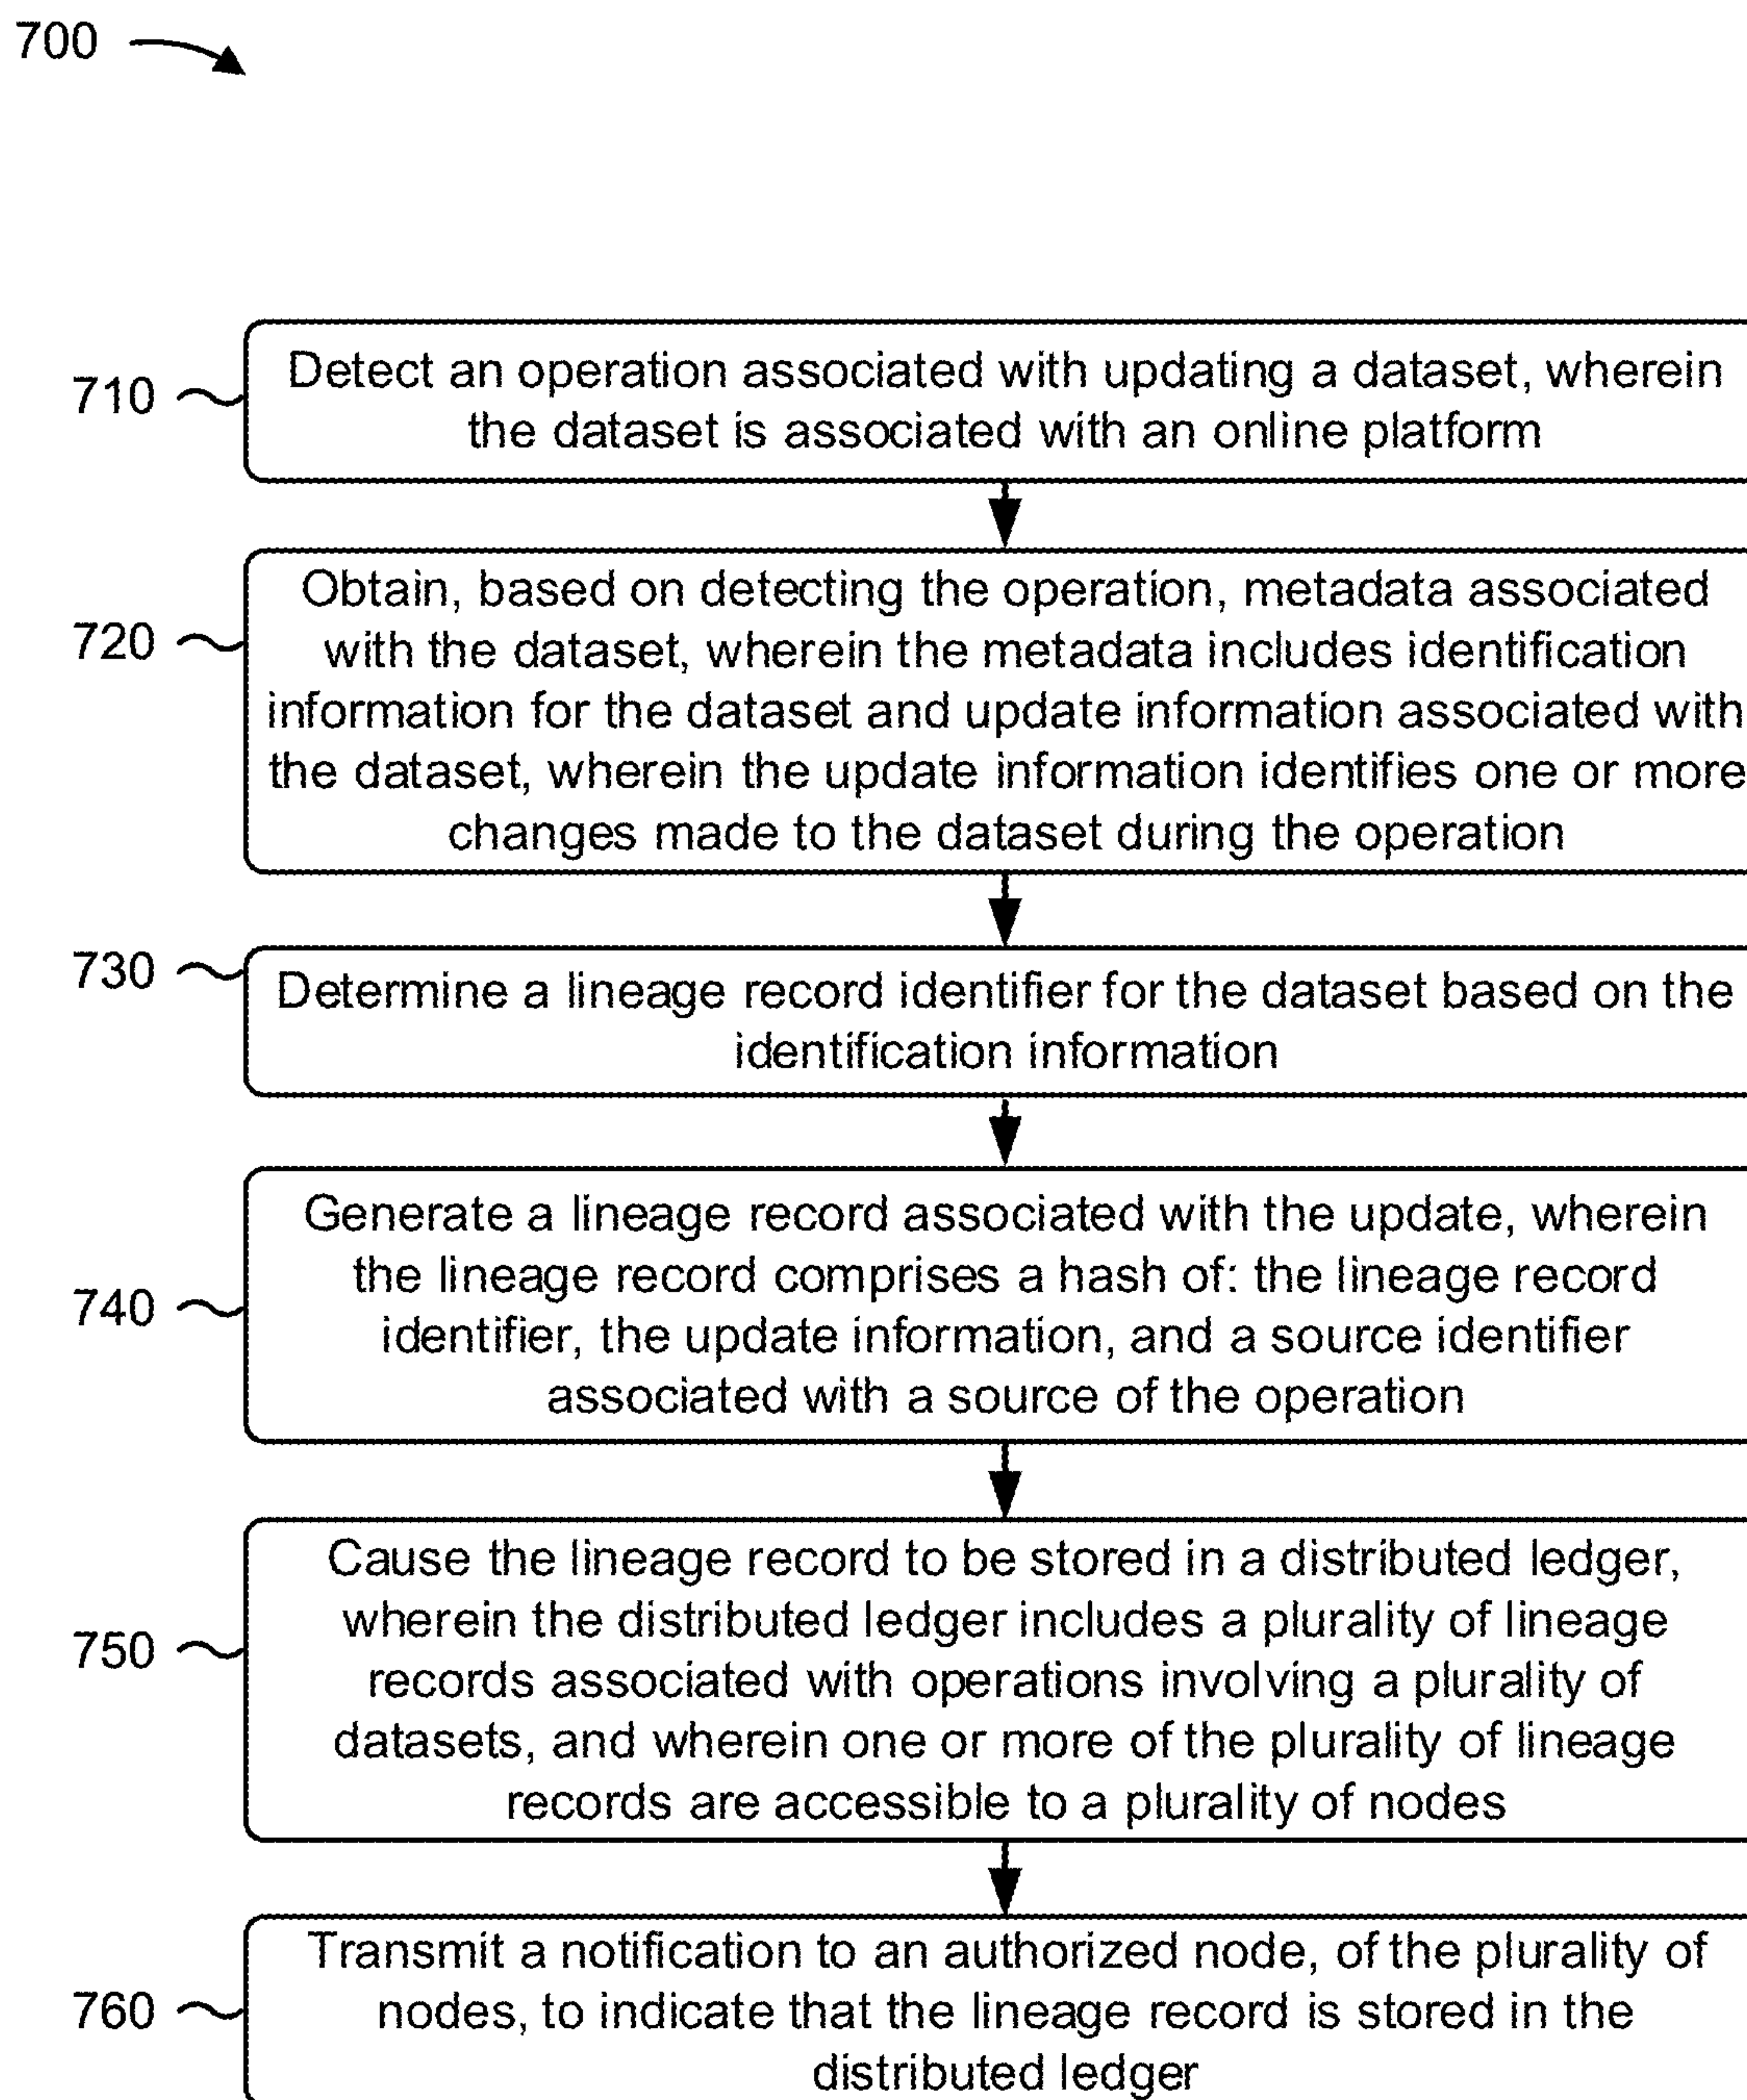 700
710
Detect an operation associated with updating a dataset, wherein
the dataset is associated with an online platform
720
Obtain, based on detecting the operation, metadata associated
with the dataset, wherein the metadata includes identification
information for the dataset and update information associated with
the dataset, wherein the update information identifies one or more
changes made to the dataset during the operation
730
Determine a lineage record identifier for the dataset based on the
identification information
740
Generate a lineage record associated with the update, wherein
the lineage record comprises a hash of: the lineage record
identifier, the update information, and a source identifier
associated with a source of the operation
750
Cause the lineage record to be stored in a distributed ledger,
wherein the distributed ledger includes a plurality of lineage
records associated with operations involving a plurality of
datasets, and wherein one or more of the plurality of lineage
records are accessible to a plurality of nodes
760
Transmit a notification to an authorized node, of the plurality of
nodes, to indicate that the lineage record is stored in the
distributed ledger